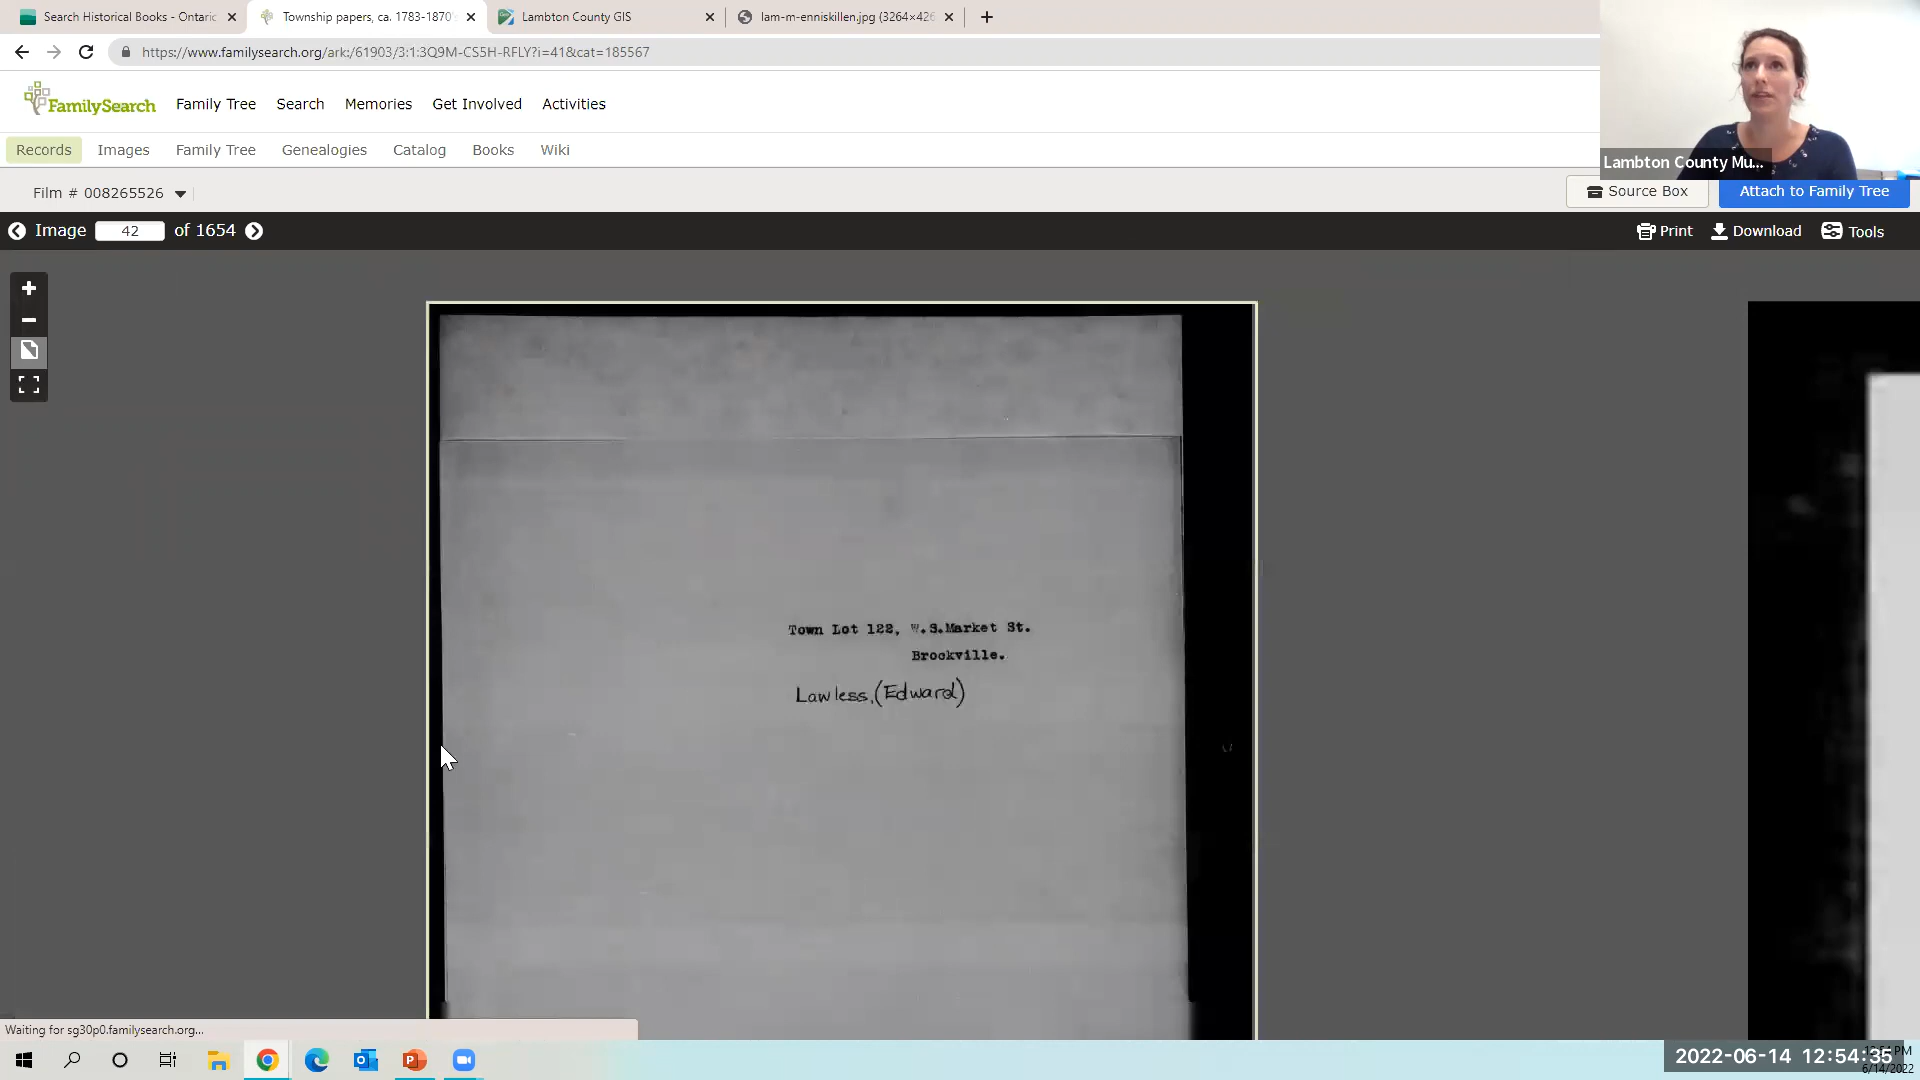 Search Historical Books - Ontario
Township papers, ca. 1783-1870's
Lambton County GIS
lam-m-enniskillen.jpg (3264×426
https://www.familysearch.org/ark:/61903/3:1:3Q9M-CS5H-RFLY?i=41&cat=185567
FamilySearch Family Tree Search Memories Get Involved Activities
Records Images Family Tree Genealogies Catalog Books Wiki
Lambton County Mu...
Film # 008265526
Source Box Attach to Family Tree
Image 42 of 1654
Print Download Tools
Town Lot 122, W.S.Market St.
Brockville.
Lawless, (Edward)
Waiting for sg30p0.familysearch.org...
2022-06-14 12:54:35
6/14/2022